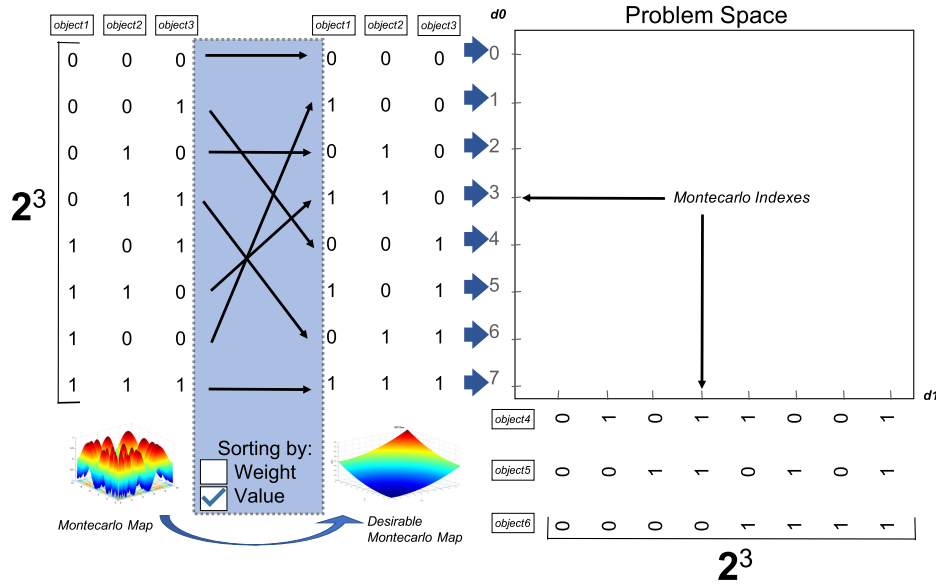 object1 object2 object3 object1 object2 object3 d0 Problem Space
0 0 0 0 0 0 0
0 0 1 1 0 0 1
0 1 0 0 1 0 2
0 1 1 1 1 0 3
Montecarlo Indexes
2³
1 0 1 0 0 1 4
1 1 0 1 0 1 5
1 0 0 0 1 1 6
1 1 1 1 1 1 7
d1
object4 0 1 0 1 1 0 0 1
object5 0 0 1 1 0 1 0 1
object6 0 0 0 0 1 1 1 1
2³
Sorting by:
Weight
Value
Montecarlo Map
Desirable
Montecarlo Map